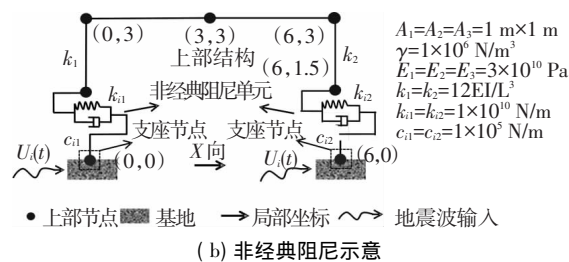 (0,3)
(3,3)
(6,3)
k₁
上部结构
k₂
(6,1.5)
非经典阻尼单元
kᵢ₁
kᵢ₂
支座节点
支座节点
cᵢ₁
cᵢ₂
Uᵢ(t)
(0,0)
X向
Uᵢ(t)
(6,0)
A₁=A₂=A₃=1 m×1 m
γ=1×10⁶ N/m³
E₁=E₂=E₃=3×10¹⁰ Pa
k₁=k₂=12EI/L³
kᵢ₁=kᵢ₂=1×10¹⁰ N/m
cᵢ₁=cᵢ₂=1×10⁵ N/m
上部节点 基地 局部坐标 地震波输入
(b) 非经典阻尼示意